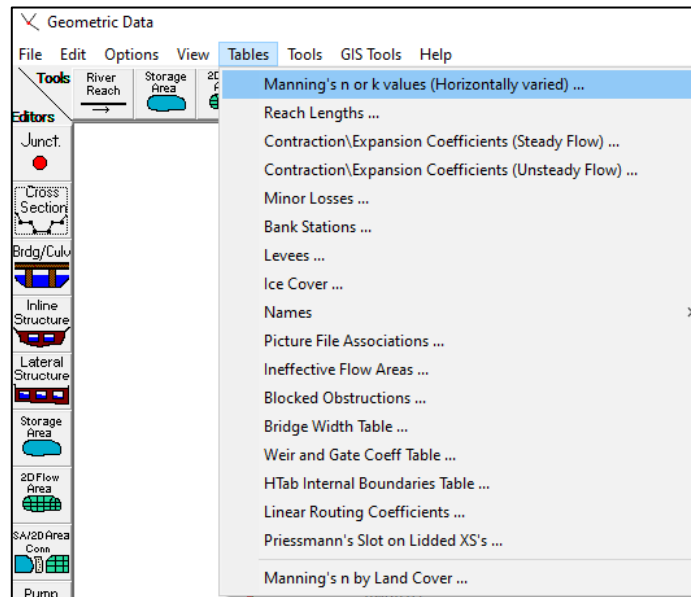 Geometric Data
File Edit Options View Tables Tools GIS Tools Help
Tools
Editors
River
Reach
Storage
Area
Manning's n or k values (Horizontally varied) ...
Reach Lengths ...
Contraction\Expansion Coefficients (Steady Flow) ...
Contraction\Expansion Coefficients (Unsteady Flow) ...
Minor Losses ...
Bank Stations ...
Levees ...
Ice Cover ...
Names
Picture File Associations ...
Ineffective Flow Areas ...
Blocked Obstructions ...
Bridge Width Table ...
Weir and Gate Coeff Table ...
HTab Internal Boundaries Table ...
Linear Routing Coefficients ...
Priessmann's Slot on Lidded XS's ...
Manning's n by Land Cover ...
Junct.
Cross
Section
Brdg/Culv
Inline
Structure
Lateral
Structure
Storage
Area
2D Flow
Area
SA/2D Area
Conn
Pump